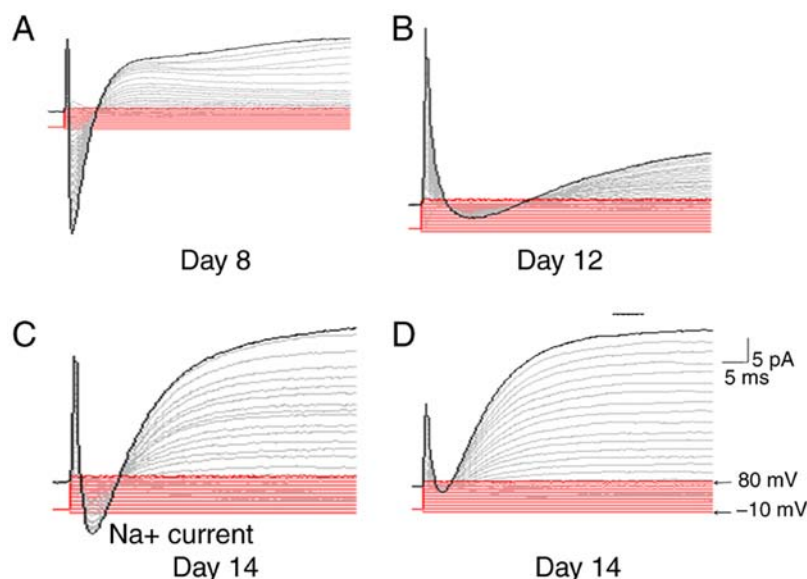 A
B
Day 8
Day 12
C
D
5 pA
5 ms
80 mV
−10 mV
Na+ current
Day 14
Day 14